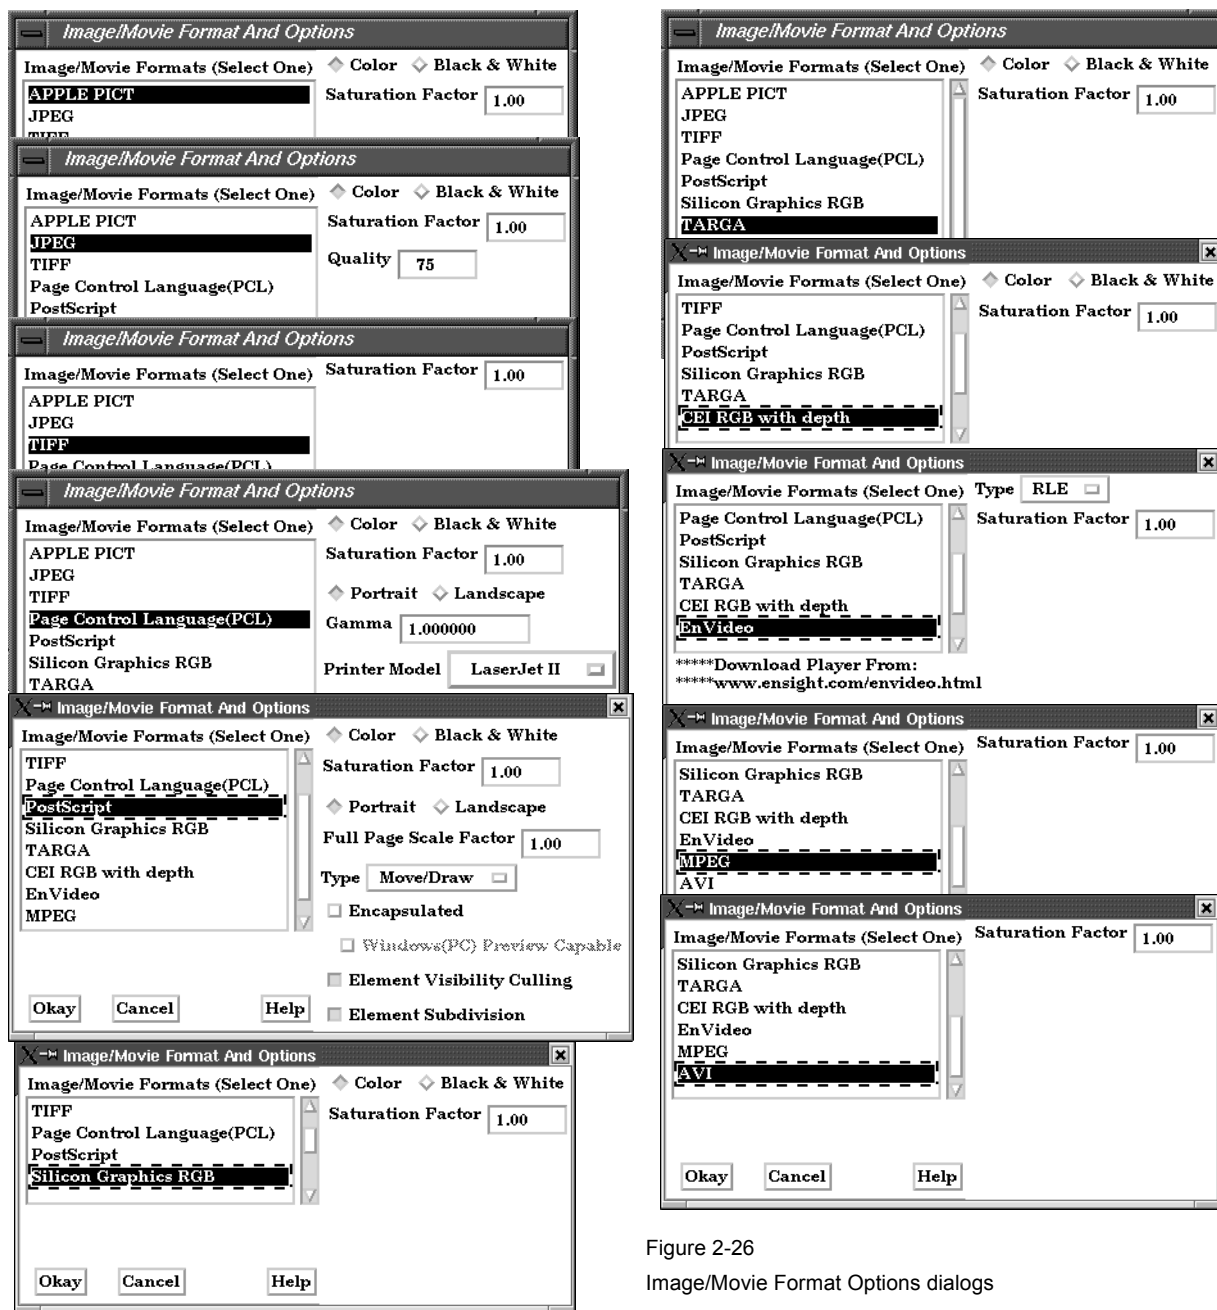 Image/Movie Format And Options
Image/Movie Formats (Select One)
Color Black & White
APPLE PICT
JPEG
TIFF
Saturation Factor 1.00
Image/Movie Format And Options
Image/Movie Formats (Select One)
Color Black & White
APPLE PICT
JPEG
TIFF
Page Control Language(PCL)
PostScript
Saturation Factor 1.00
Quality 75
Image/Movie Format And Options
Image/Movie Formats (Select One)
Saturation Factor 1.00
APPLE PICT
JPEG
TIFF
Page Control Language(PCL)
Image/Movie Format And Options
Image/Movie Formats (Select One)
Color Black & White
APPLE PICT
JPEG
TIFF
Page Control Language(PCL)
PostScript
Silicon Graphics RGB
TARGA
Saturation Factor 1.00
Portrait Landscape
Gamma 1.000000
Printer Model LaserJet II
Image/Movie Format And Options
Image/Movie Formats (Select One)
Color Black & White
TIFF
Page Control Language(PCL)
PostScript
Silicon Graphics RGB
TARGA
CEI RGB with depth
EnVideo
MPEG
Saturation Factor 1.00
Portrait Landscape
Full Page Scale Factor 1.00
Type Move/Draw
Encapsulated
Windows(PC) Preview Capable
Element Visibility Culling
Element Subdivision
Okay Cancel Help
Image/Movie Format And Options
Image/Movie Formats (Select One)
Color Black & White
TIFF
Page Control Language(PCL)
PostScript
Silicon Graphics RGB
Saturation Factor 1.00
Okay Cancel Help
Image/Movie Format And Options
Image/Movie Formats (Select One)
Color Black & White
APPLE PICT
JPEG
TIFF
Page Control Language(PCL)
PostScript
Silicon Graphics RGB
TARGA
Saturation Factor 1.00
Image/Movie Format And Options
Image/Movie Formats (Select One)
Color Black & White
TIFF
Page Control Language(PCL)
PostScript
Silicon Graphics RGB
TARGA
CEI RGB with depth
Saturation Factor 1.00
Image/Movie Format And Options
Image/Movie Formats (Select One)
Type RLE
Page Control Language(PCL)
PostScript
Silicon Graphics RGB
TARGA
CEI RGB with depth
EnVideo
Saturation Factor 1.00
*****Download Player From:
*****www.ensight.com/envideo.html
Image/Movie Format And Options
Image/Movie Formats (Select One)
Saturation Factor 1.00
Silicon Graphics RGB
TARGA
CEI RGB with depth
EnVideo
MPEG
AVI
Image/Movie Format And Options
Image/Movie Formats (Select One)
Saturation Factor 1.00
Silicon Graphics RGB
TARGA
CEI RGB with depth
EnVideo
MPEG
AVI
Okay Cancel Help
Figure 2-26
Image/Movie Format Options dialogs